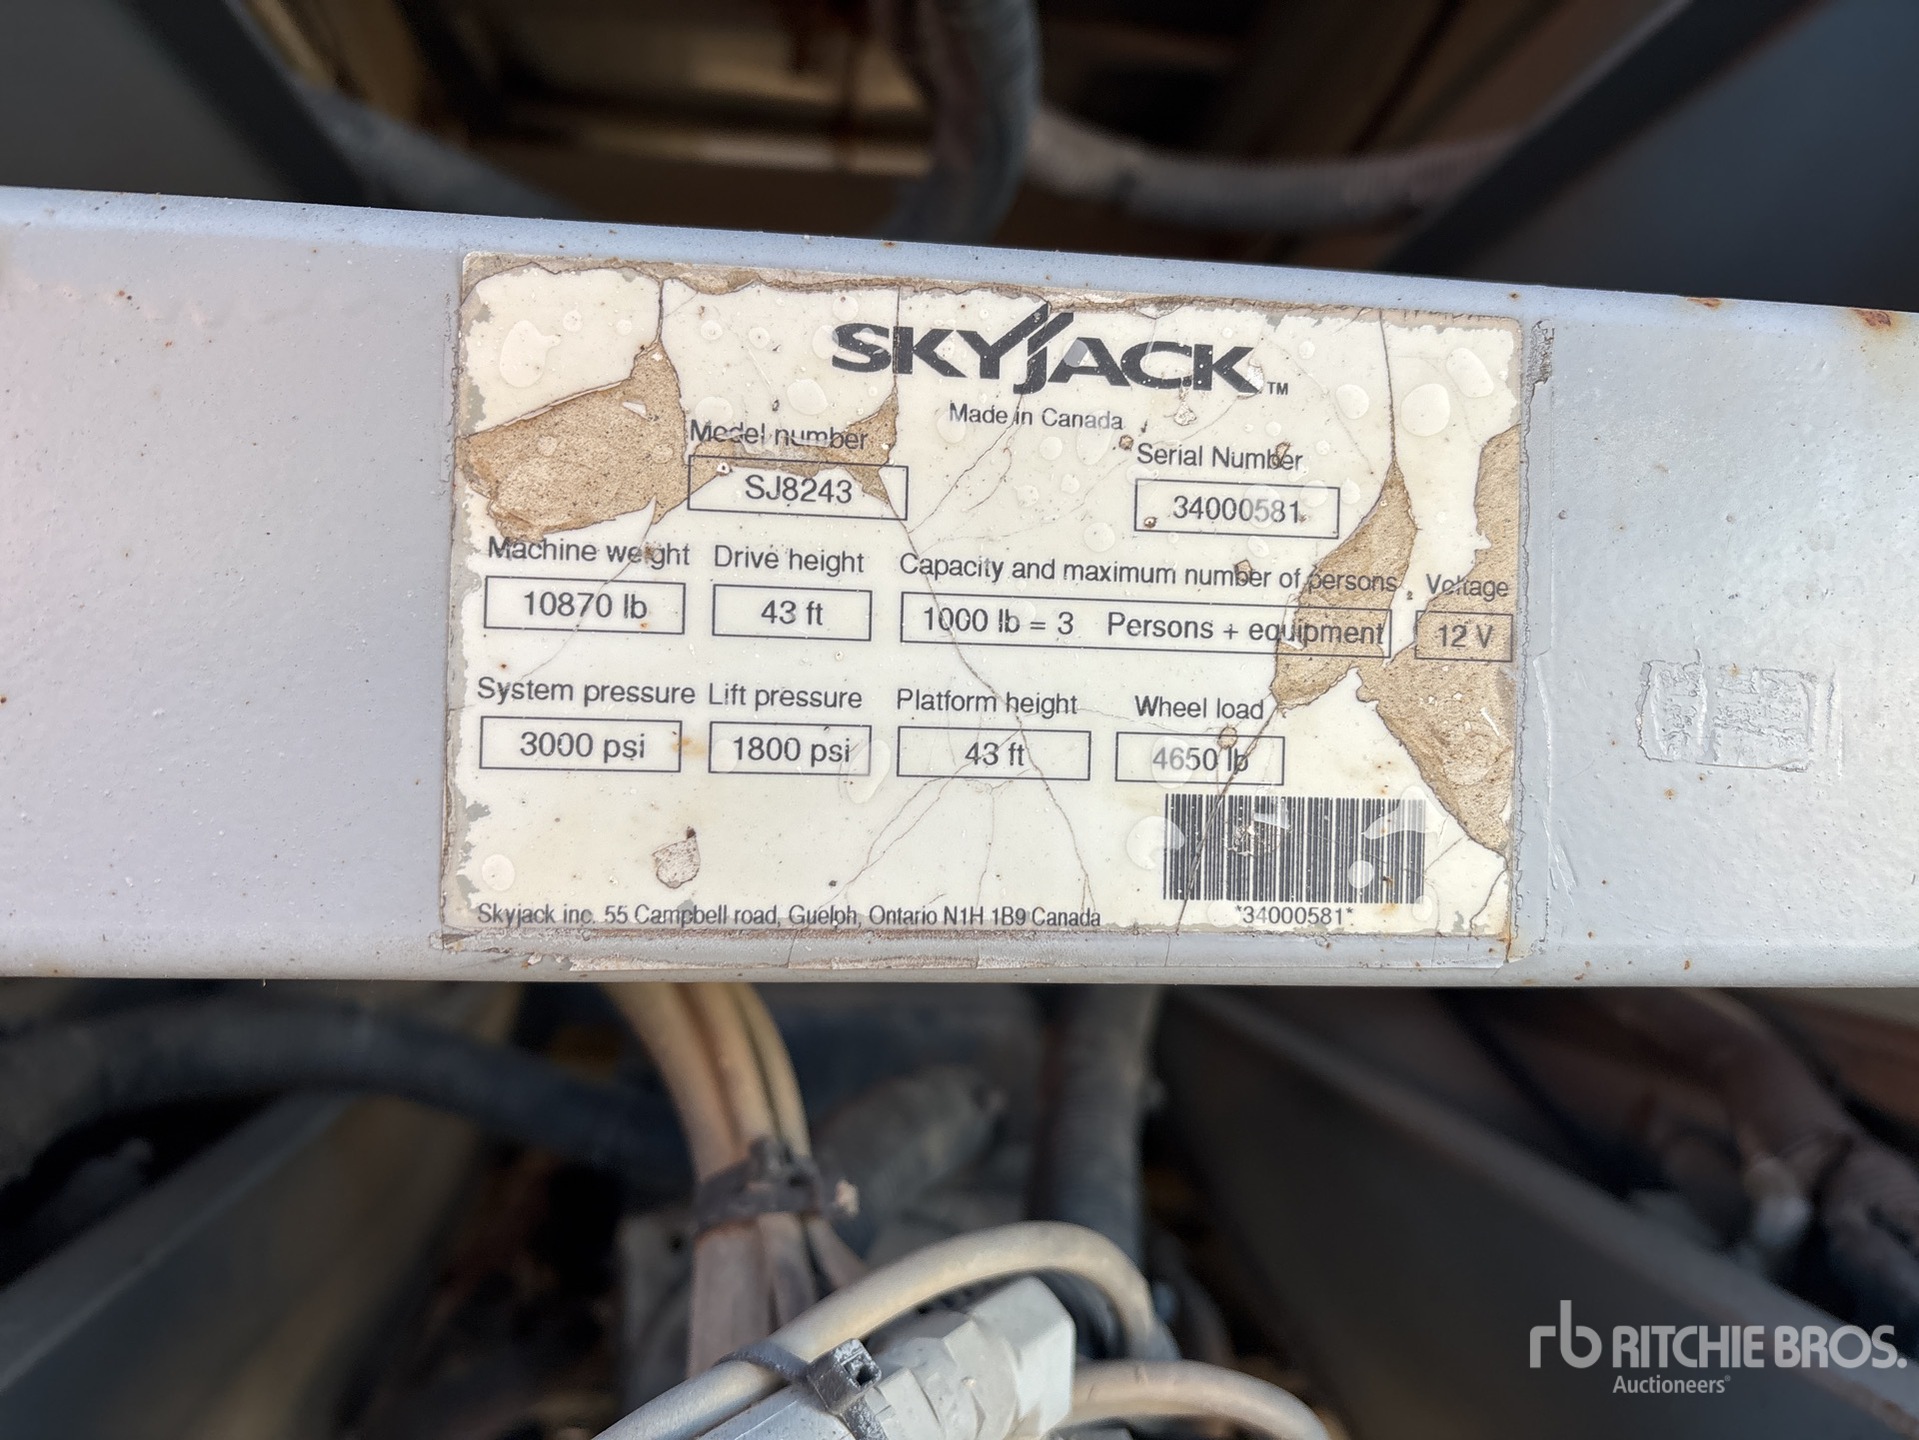 SKYJACK™
Made in Canada
Model number
SJ8243
Serial Number
34000581
Machine weight Drive height Capacity and maximum number of persons Voltage
10870 lb 43 ft 1000 lb = 3 Persons + equipment 12 V
System pressure Lift pressure Platform height Wheel load
3000 psi 1800 psi 43 ft 4650 lb
Skyjack inc. 55 Campbell road, Guelph, Ontario N1H 1B9 Canada
*34000581*
rb RITCHIE BROS.
Auctioneers®